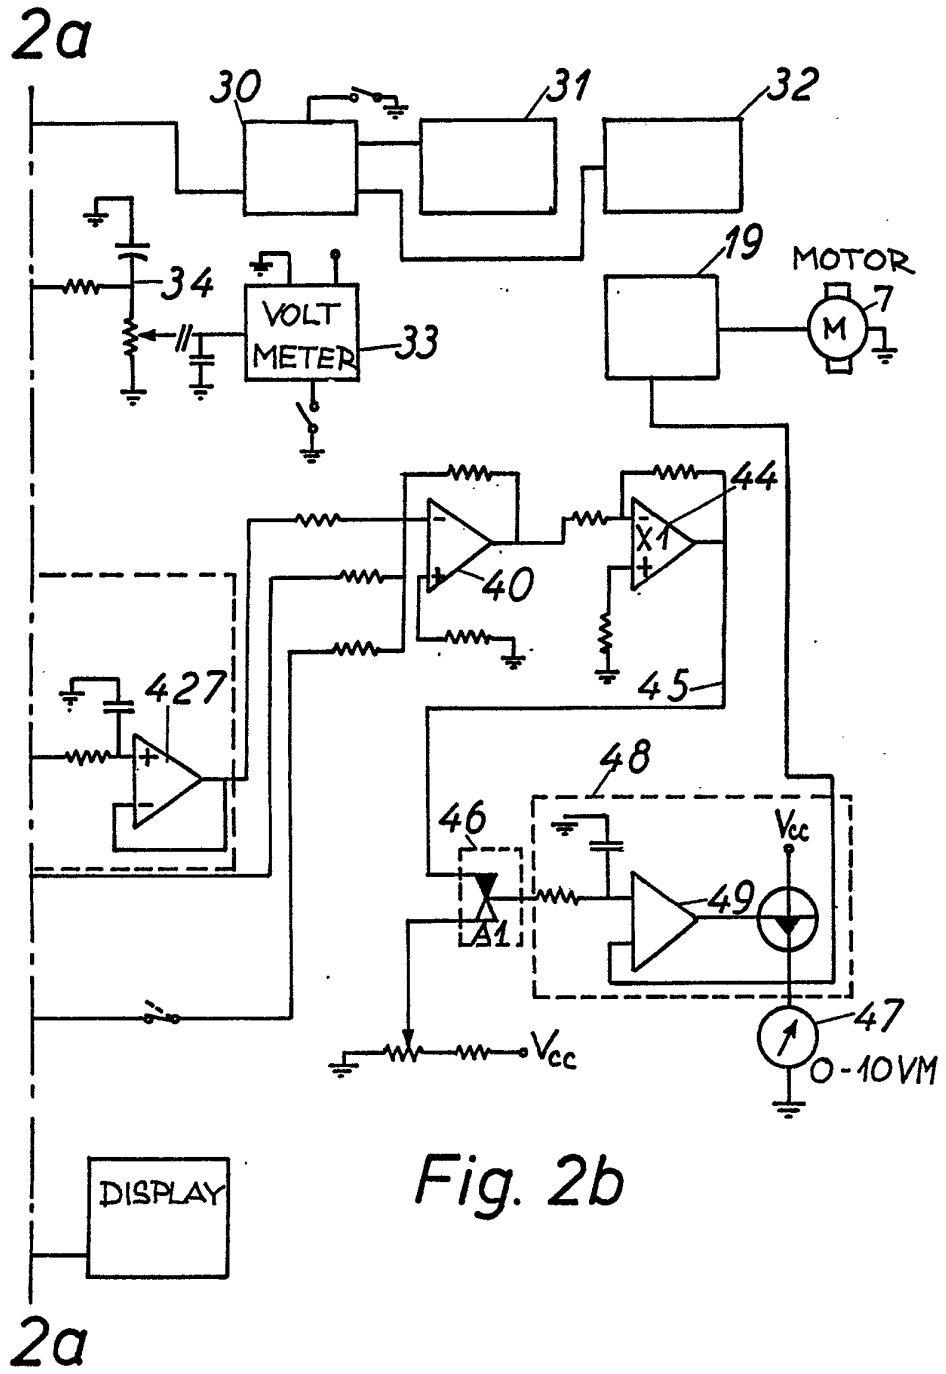 2a
30
31
32
34
19
MOTOR
7
M
VOLT
METER
33
44
-
X1
+
-
+
40
427
+
-
45
48
46
Vcc
49
A1
47
Vcc
0-10VM
Fig. 2b
DISPLAY
2a